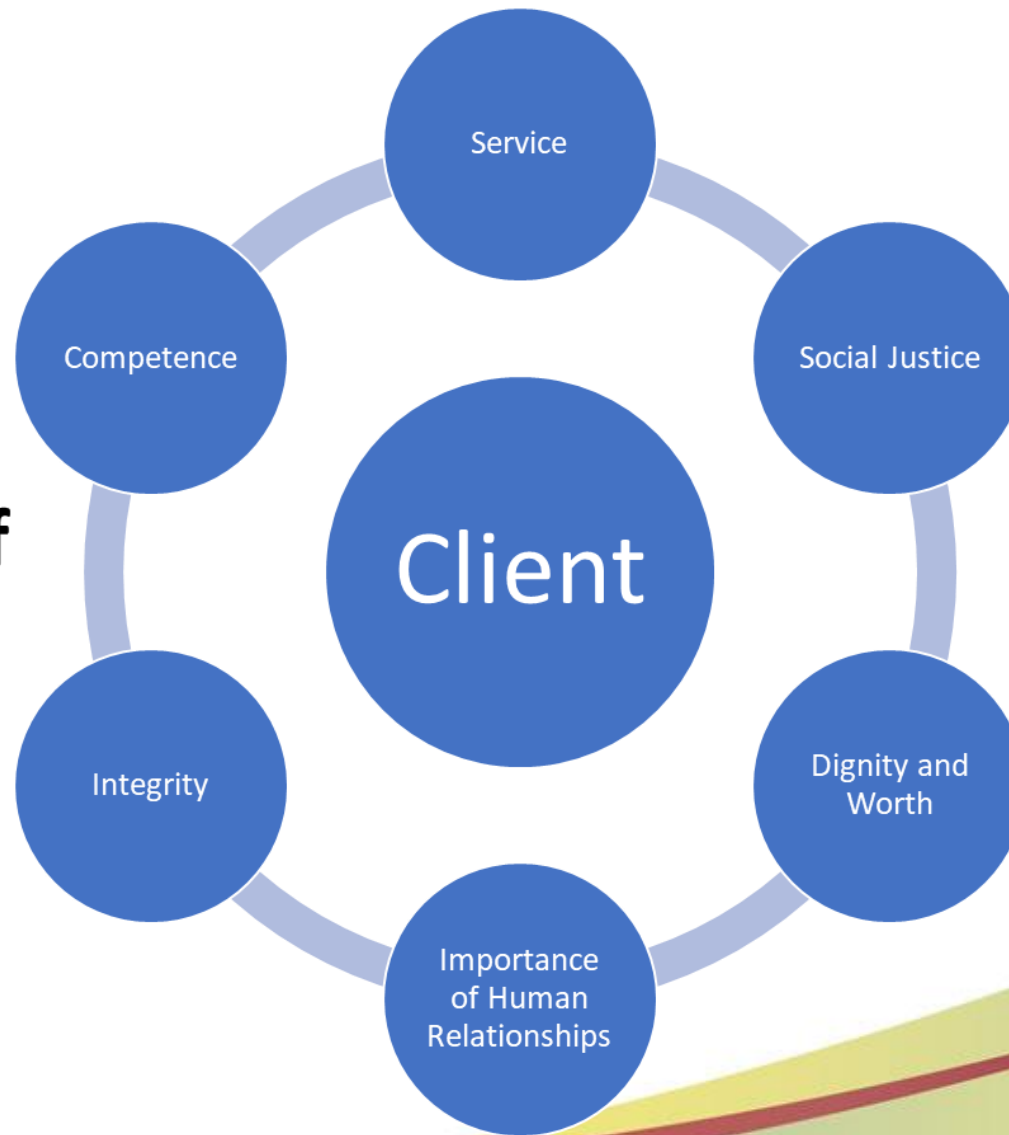 Service
Competence
Social Justice
f
Client
Integrity
Dignity and
Worth
Importance
of Human
Relationships